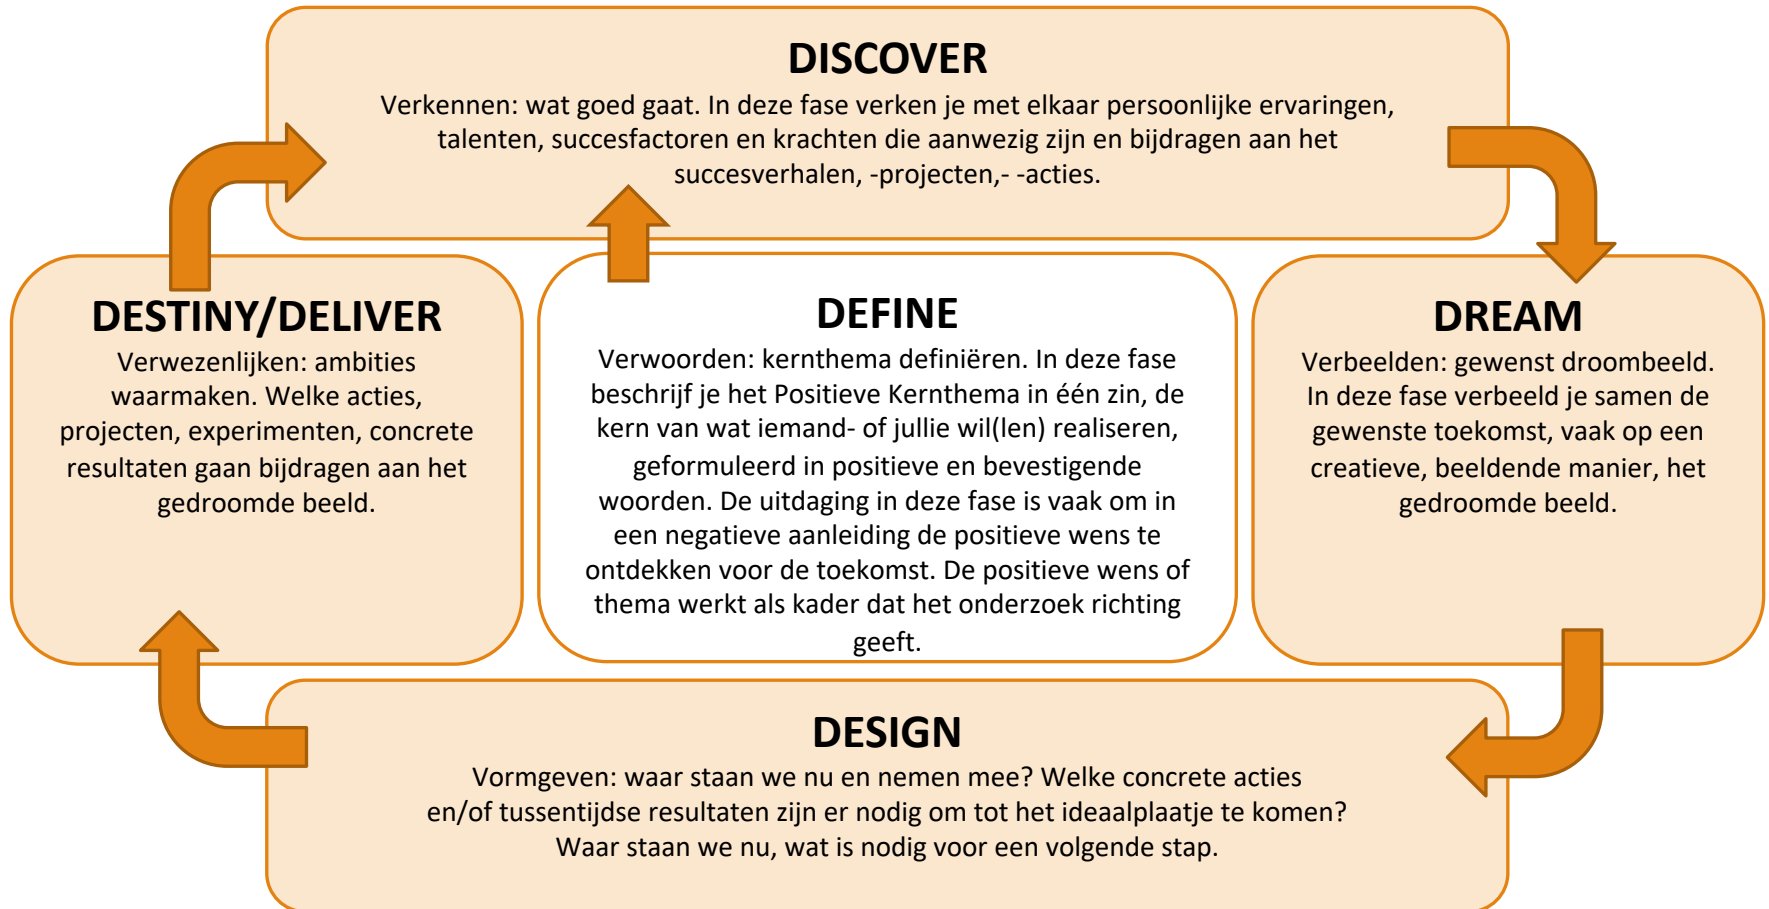 DISCOVER
Verkennen: wat goed gaat. In deze fase verken je met elkaar persoonlijke ervaringen,
talenten, succesfactoren en krachten die aanwezig zijn en bijdragen aan het
succesverhalen, -projecten,- -acties.
DESTINY/DELIVER
Verwezenlijken: ambities
waarmaken. Welke acties,
projecten, experimenten, concrete
resultaten gaan bijdragen aan het
gedroomde beeld.
DEFINE
Verwoorden: kernthema definiëren. In deze fase
beschrijf je het Positieve Kernthema in één zin, de
kern van wat iemand- of jullie wil(len) realiseren,
geformuleerd in positieve en bevestigende
woorden. De uitdaging in deze fase is vaak om in
een negatieve aanleiding de positieve wens te
ontdekken voor de toekomst. De positieve wens of
thema werkt als kader dat het onderzoek richting
geeft.
DREAM
Verbeelden: gewenst droombeeld.
In deze fase verbeeld je samen de
gewenste toekomst, vaak op een
creatieve, beeldende manier, het
gedroomde beeld.
DESIGN
Vormgeven: waar staan we nu en nemen mee? Welke concrete acties
en/of tussentijdse resultaten zijn er nodig om tot het ideaalplaatje te komen?
Waar staan we nu, wat is nodig voor een volgende stap.